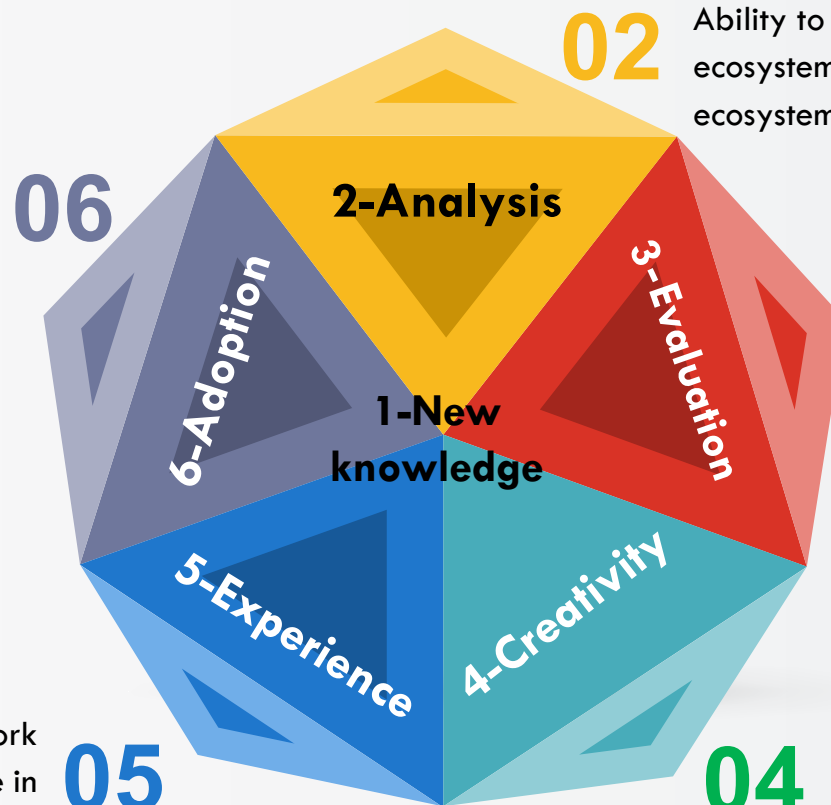 02
Ability to
ecosystem
ecosystem
06
2-Analysis
3-Evaluation
6-Adoption
1-New
knowledge
5-Experience
4-Creativity
ork
e in
05
04